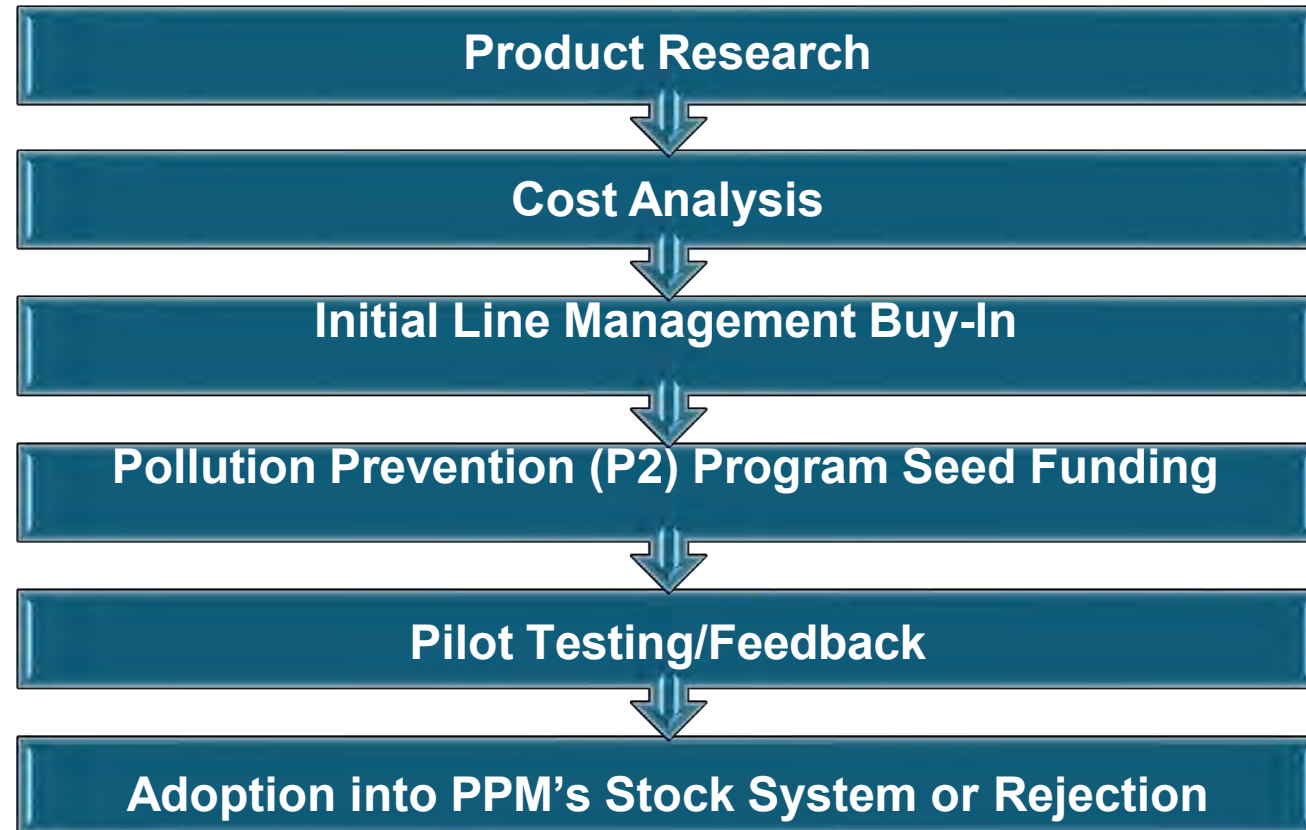 Product Research
Cost Analysis
Initial Line Management Buy-In
Pollution Prevention (P2) Program Seed Funding
Pilot Testing/Feedback
Adoption into PPM’s Stock System or Rejection